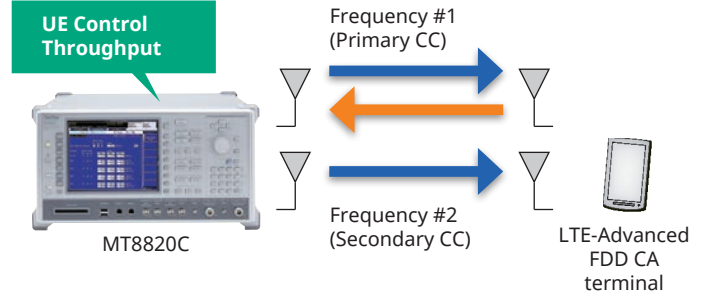 UE Control
Throughput
Frequency #1
(Primary CC)
MT8820C
Frequency #2
(Secondary CC)
LTE-Advanced
FDD CA
terminal